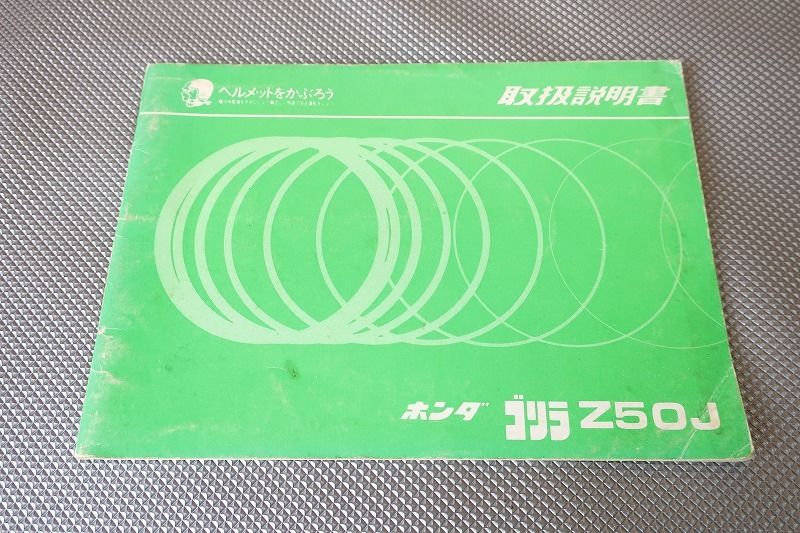 ヘルメットをかぶろう
取扱説明書
ホンダ ゴリラ Z50J